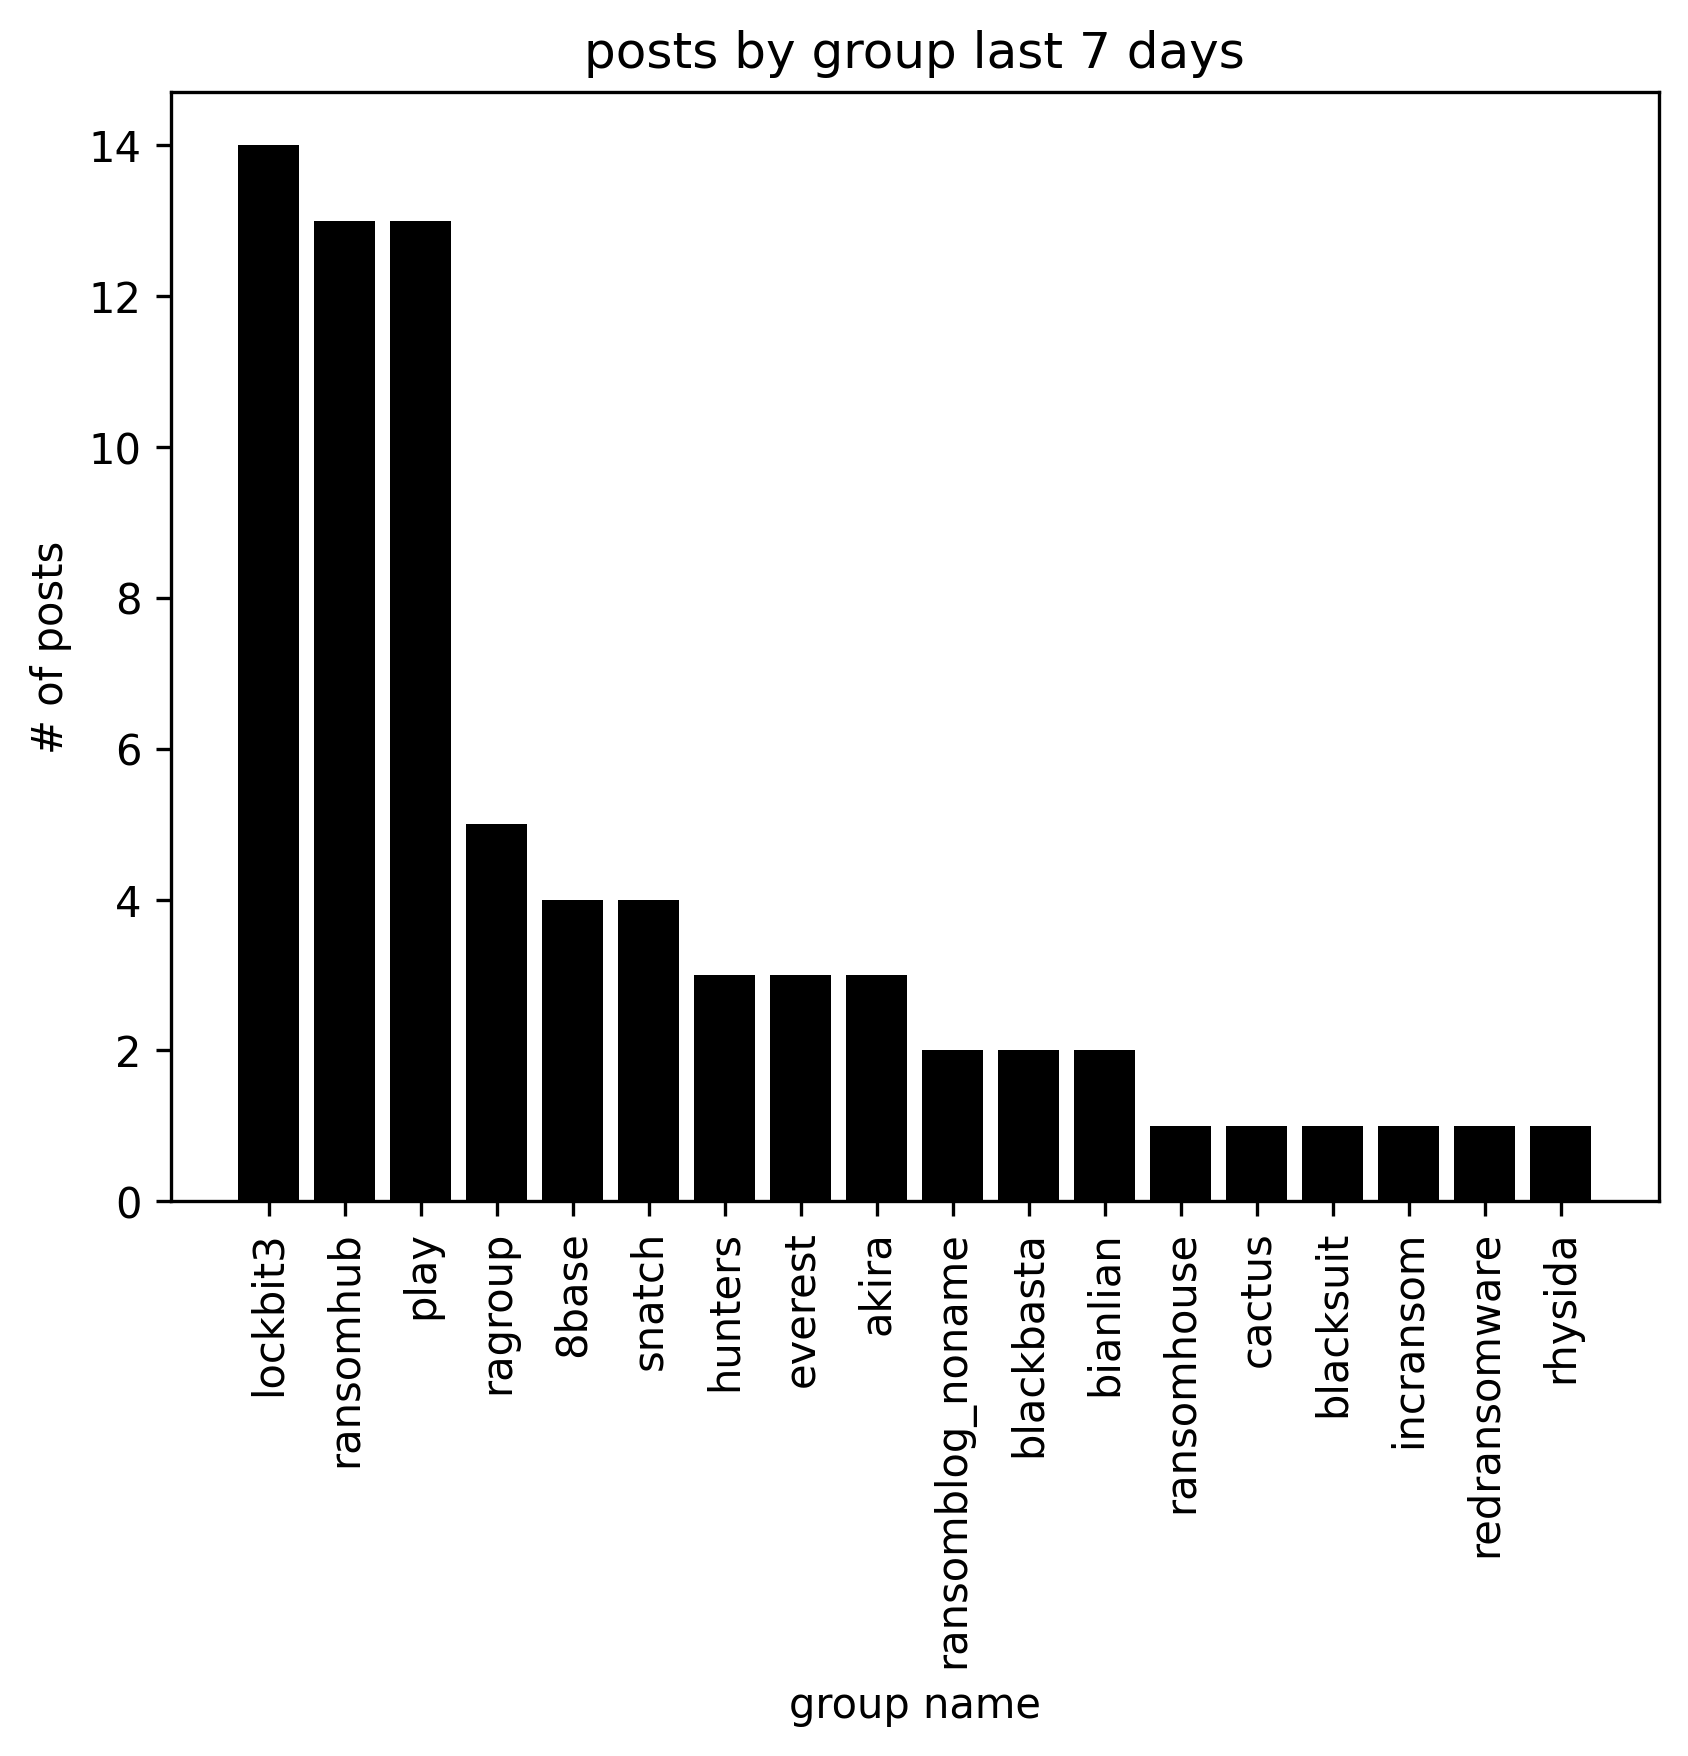 posts by group last 7 days
14
12
10
8
6
4
2
0
# of posts
lockbit3
ransomhub
play
ragroup
8base
snatch
hunters
everest
akira
ransomblog_noname
blackbasta
bianlian
ransomhouse
cactus
blacksuit
incransom
redransomware
rhysida
group name